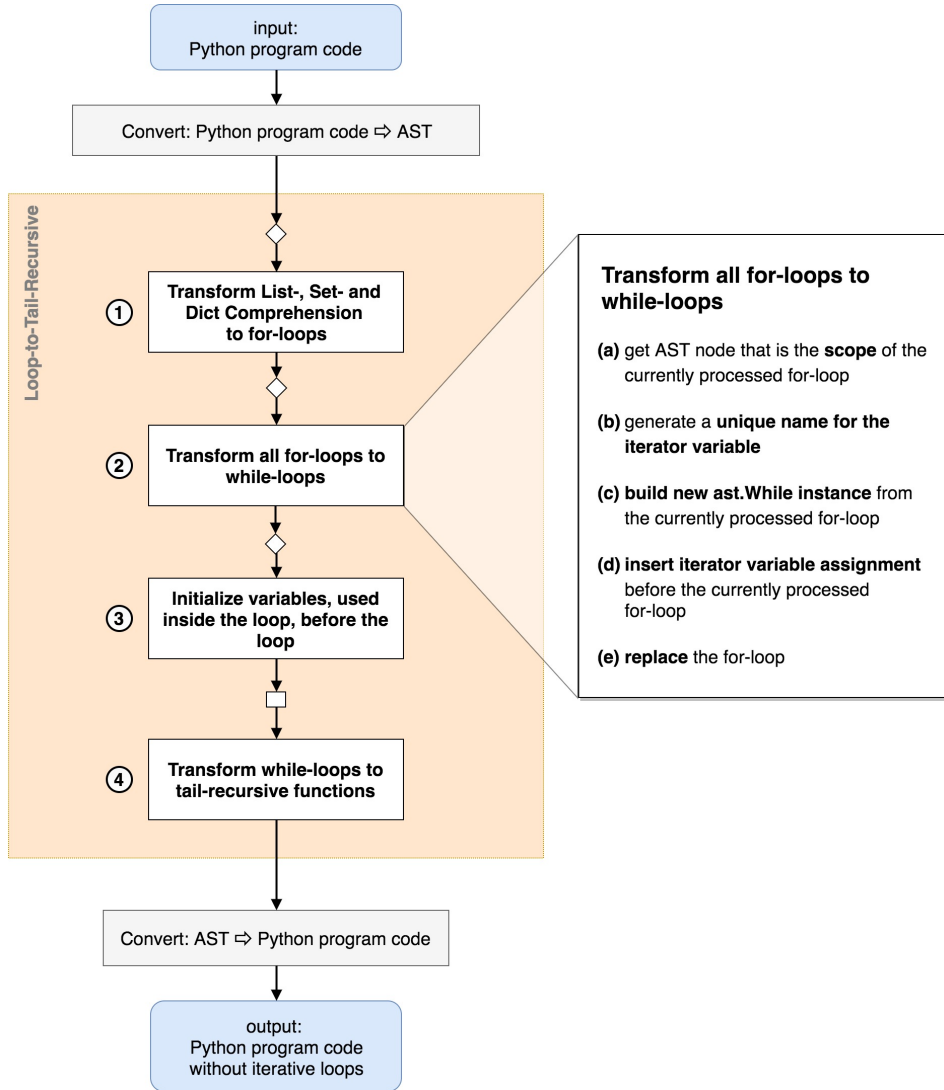 input:
Python program code
Convert: Python program code ⇨ AST
Loop-to-Tail-Recursive
1
Transform List-, Set- and
Dict Comprehension
to for-loops
2
Transform all for-loops to
while-loops
3
Initialize variables, used
inside the loop, before the
loop
4
Transform while-loops to
tail-recursive functions
Convert: AST ⇨ Python program code
output:
Python program code
without iterative loops
Transform all for-loops to
while-loops
(a) get AST node that is the scope of the
currently processed for-loop
(b) generate a unique name for the
iterator variable
(c) build new ast.While instance from
the currently processed for-loop
(d) insert iterator variable assignment
before the currently processed
for-loop
(e) replace the for-loop